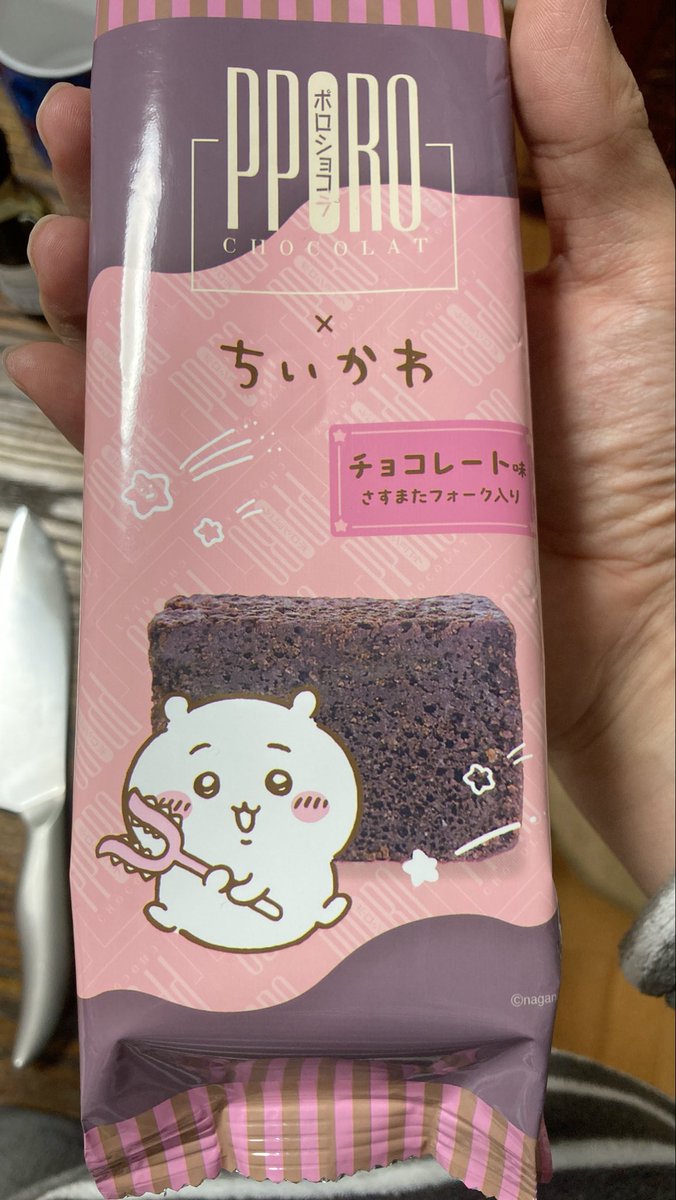 PPORO
ポロショコラ
CHOCOLAT
×
ちいかわ
チョコレート味
さすまたフォーク入り
©nagan